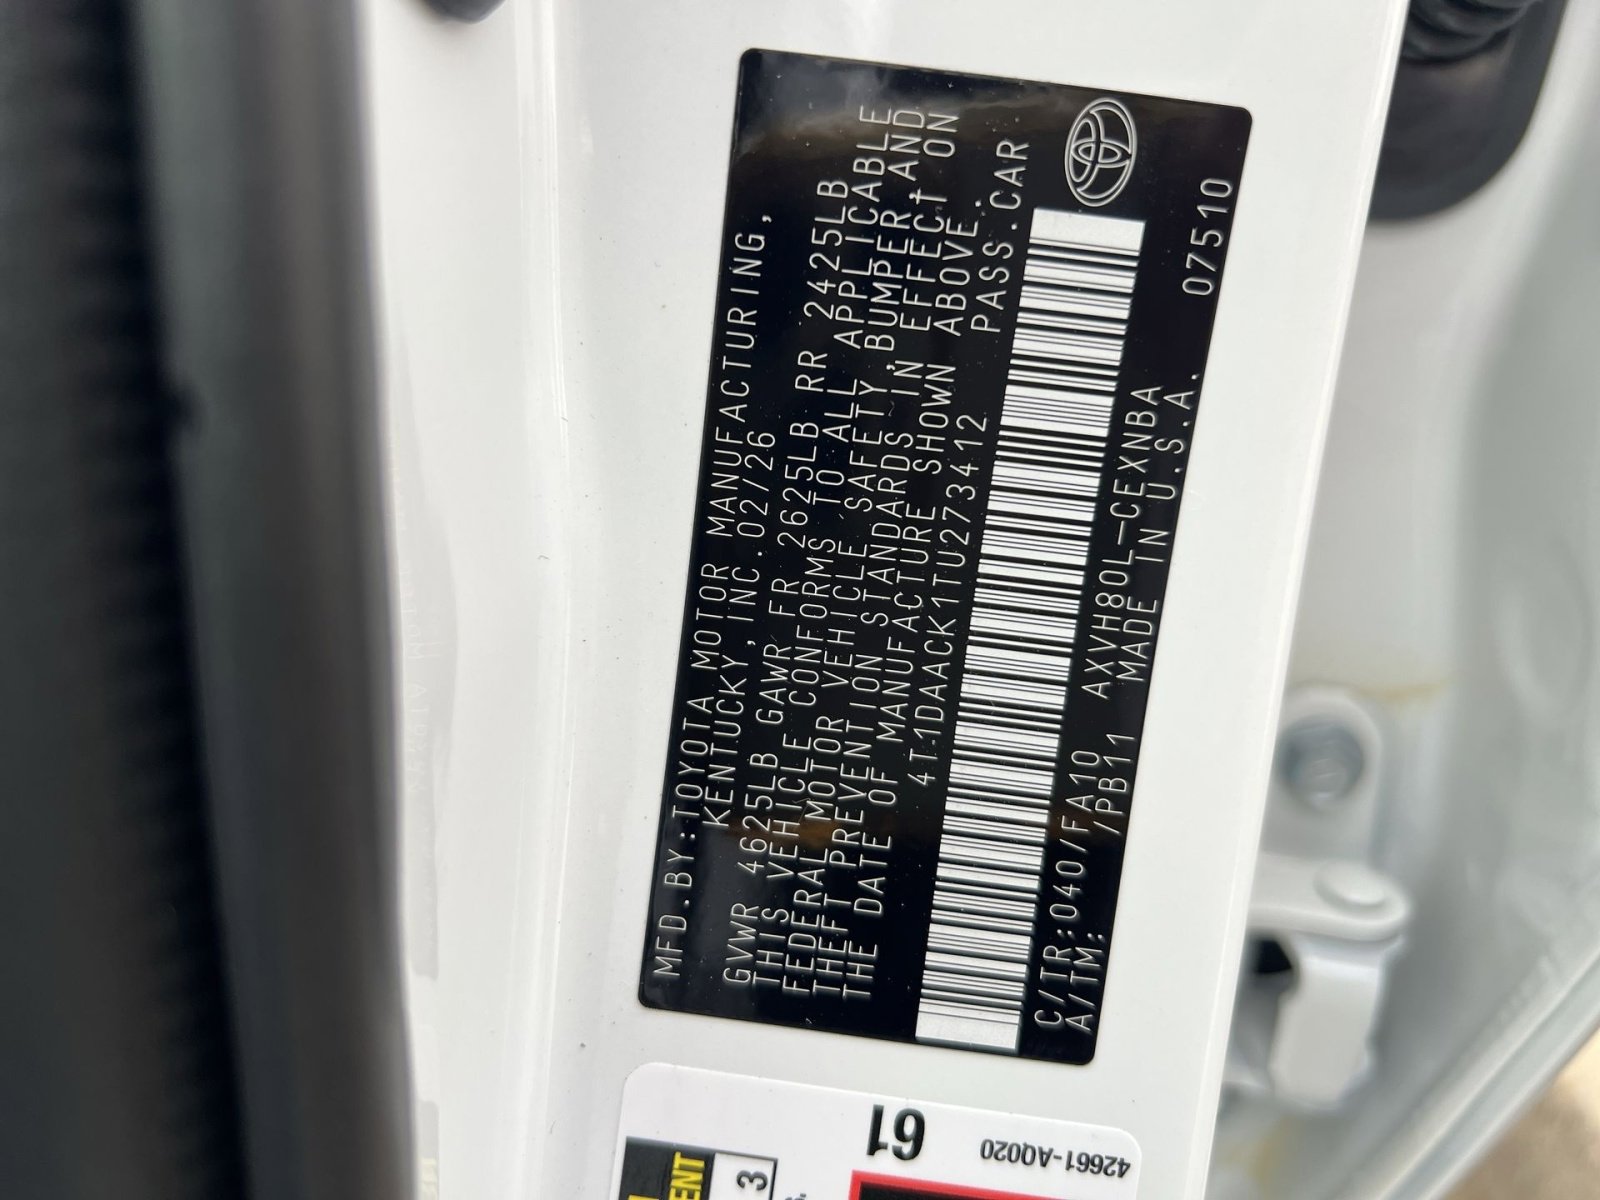 MFD.BY:TOYOTA MOTOR MANUFACTURING,
KENTUCKY, INC.02/26
GVWR 4625LB GAWR FR 2625LB RR 2425LB
THIS VEHICLE CONFORMS TO ALL APPLICABLE
FEDERAL MOTOR VEHICLE SAFETY,BUMPER AND
THEFT PREVENTION STANDARDS IN EFFECT ON
THE DATE OF MANUFACTURE SHOWN ABOVE.
4T1DAACK1TU273412 PASS.CAR
C/TR:040/FA10 AXVH80L-CEXNBA
A/TM: /PB11 MADE IN U.S.A. 07510
61
42661-AQ020
3